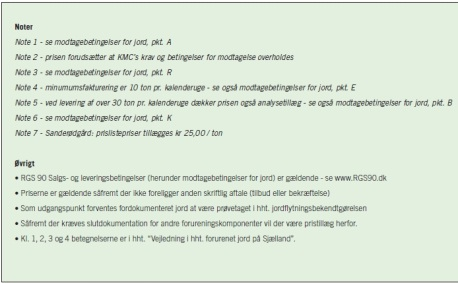 Noter
Note 1 - se modtagebetingelser for jord, pkt. A
Note 2 - prisen forudsætter at KMC's krav og betingelser for modtagelse overholdes
Note 3 - se modtagebetingelser for jord, pkt. R
Note 4 - minumumsfakturering er 10 ton pr. kalenderuge - se også modtagebetingelser for jord, pkt. E
Note 5 - ved levering af over 30 ton pr. kalenderuge dækker prisen også analysetillæg - se også modtagebetingelser for jord, pkt. B
Note 6 - se modtagebetingelser for jord, pkt. K
Note 7 - Sanderødgård: prislistepriser tillægges kr 25,00 / ton
Øvrigt
• RGS 90 Salgs- og leveringsbetingelser (herunder modtagebetingelser for jord) er gældende - se www.RGS90.dk
• Priserne er gældende såfremt der ikke foreligger anden skriftlig aftale (tilbud eller bekræftelse)
• Som udgangspunkt forventes fordokumenteret jord at være prøvetaget i hht. jordflytningsbekendtgørelsen
• Såfremt der kræves slutdokumentation for andre forureningskomponenter vil der være pristillæg herfor.
• Kl. 1, 2, 3 og 4 betegnelserne er i hht. "Vejledning i hht. forurenet jord på Sjælland".